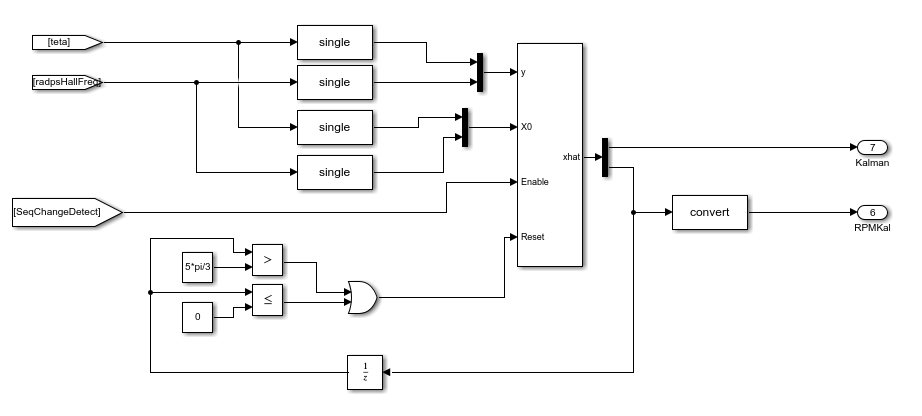 [teta]
single
[radpsHallFreq]
single
y
single
X0
single
xhat
7
Kalman
Enable
[SeqChangeDetect]
convert
6
RPMKal
Reset
>
5*pi/3
≤
0
1
z